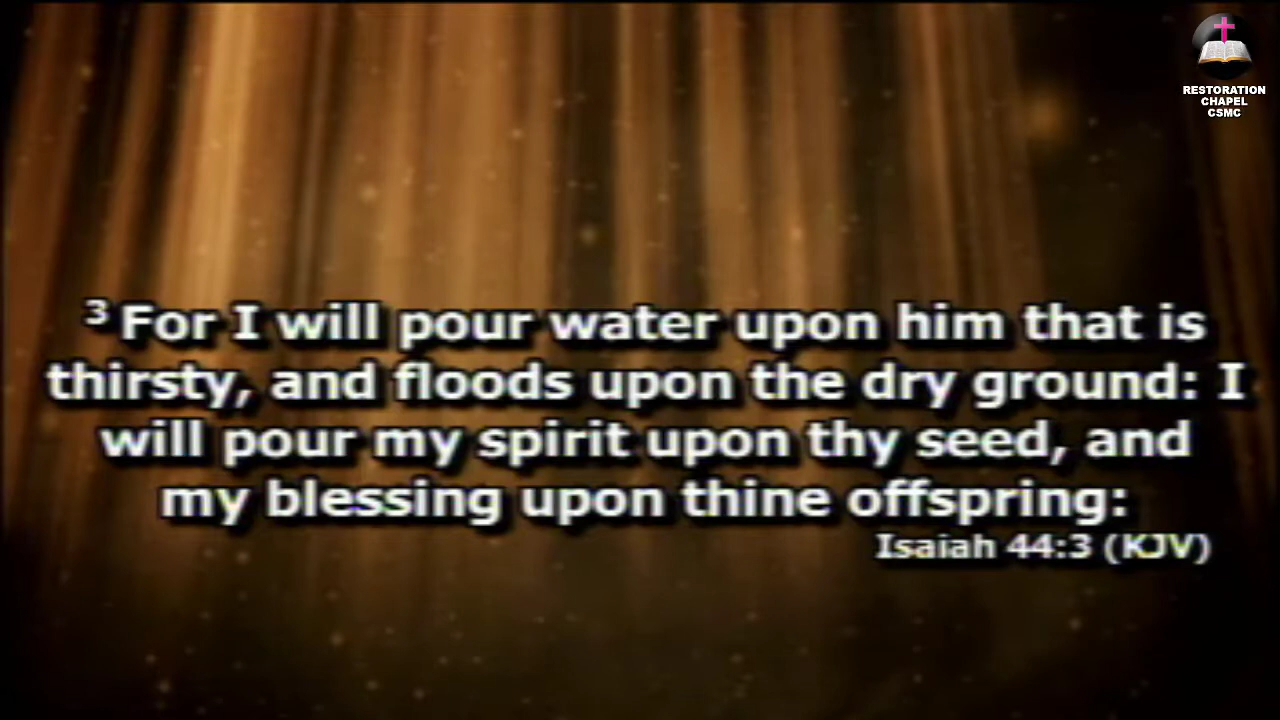 RESTORATION
CHAPEL
CSMC
3 For I will pour water upon him that is
thirsty, and floods upon the dry ground: I
will pour my spirit upon thy seed, and
my blessing upon thine offspring:
Isaiah 44:3 (KJV)